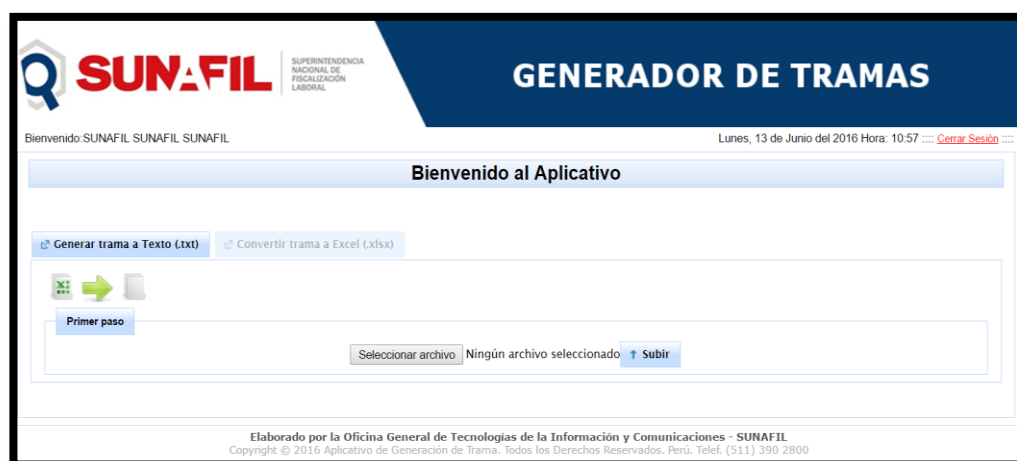 SUNAFIL
SUPERINTENDENCIA
NACIONAL DE
FISCALIZACIÓN
LABORAL
GENERADOR DE TRAMAS
Bienvenido:SUNAFIL SUNAFIL SUNAFIL
Lunes, 13 de Junio del 2016 Hora: 10:57 :::: Cerrar Sesión ::::
Bienvenido al Aplicativo
Generar trama a Texto (.txt)
Convertir trama a Excel (.xlsx)
Primer paso
Seleccionar archivo Ningún archivo seleccionado Subir
Elaborado por la Oficina General de Tecnologías de la Información y Comunicaciones - SUNAFIL
Copyright © 2016 Aplicativo de Generación de Trama. Todos los Derechos Reservados. Perú. Telef. (511) 390 2800